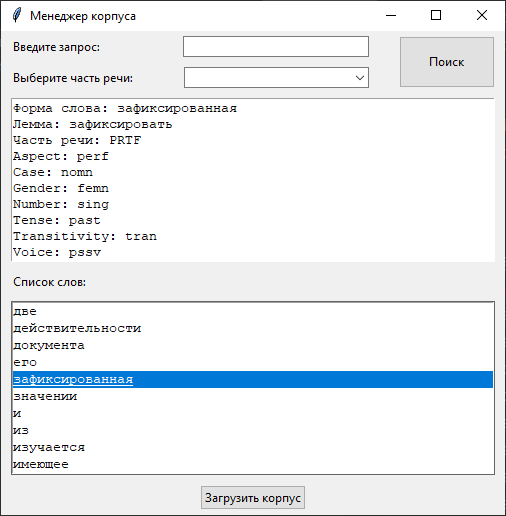 Менеджер корпуса
Введите запрос:
Поиск
Выберите часть речи:
Форма слова: зафиксированная
Лемма: зафиксировать
Часть речи: PRTF
Aspect: perf
Case: nomn
Gender: femn
Number: sing
Tense: past
Transitivity: tran
Voice: pssv
Список слов:
две
действительности
документа
его
зафиксированная
значении
и
из
изучается
имеющее
Загрузить корпус